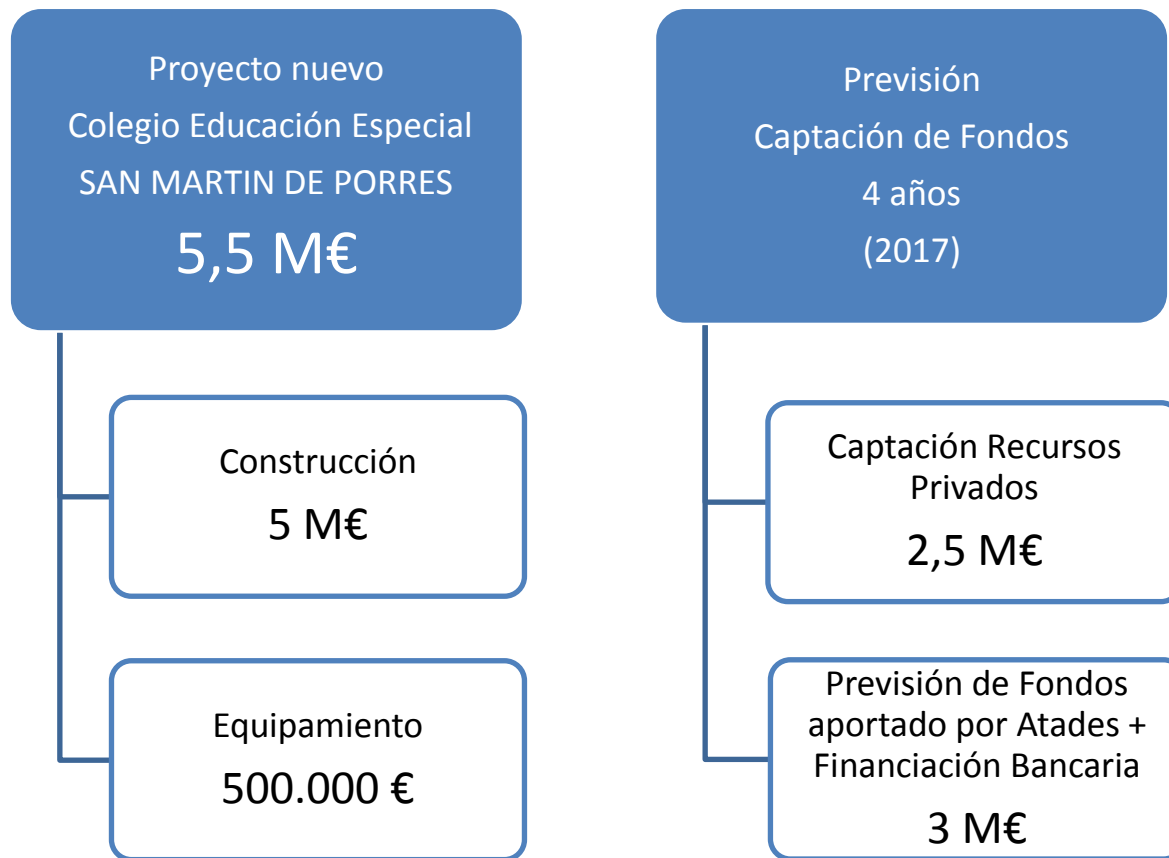 Proyecto nuevo
Colegio Educación Especial
SAN MARTIN DE PORRES
5,5 M€
Construcción
5 M€
Equipamiento
500.000 €
Previsión
Captación de Fondos
4 años
(2017)
Captación Recursos
Privados
2,5 M€
Previsión de Fondos
aportado por Atades +
Financiación Bancaria
3 M€